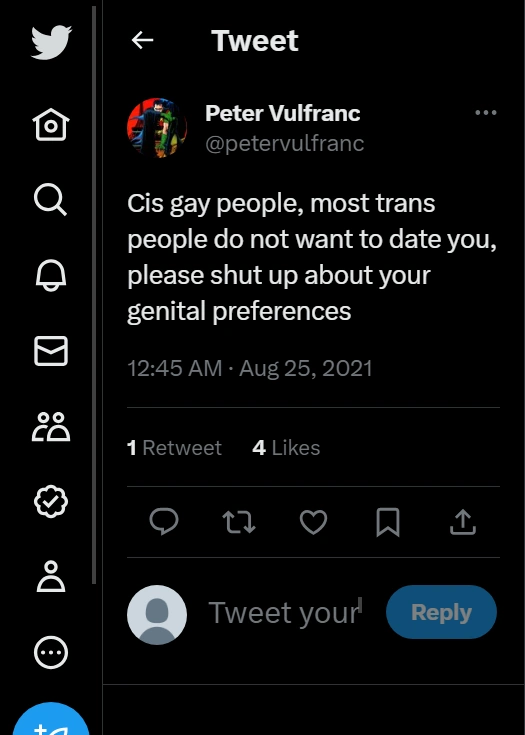 Tweet
Peter Vulfranc
@petervulfranc
Cis gay people, most trans
people do not want to date you,
please shut up about your
genital preferences
12:45 AM · Aug 25, 2021
1 Retweet 4 Likes
Tweet your
Reply